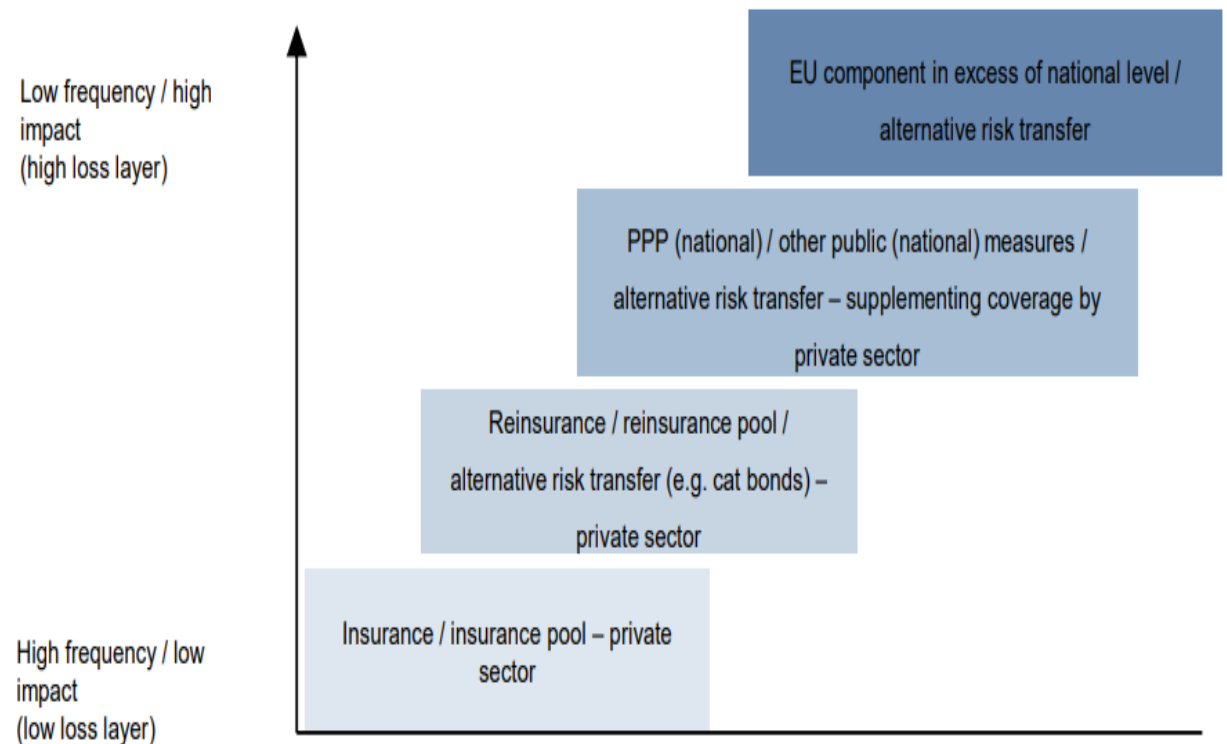 EU component in excess of national level /
alternative risk transfer
Low frequency / high
impact
(high loss layer)
PPP (national) / other public (national) measures /
alternative risk transfer – supplementing coverage by
private sector
Reinsurance / reinsurance pool /
alternative risk transfer (e.g. cat bonds) –
private sector
Insurance / insurance pool – private
sector
High frequency / low
impact
(low loss layer)